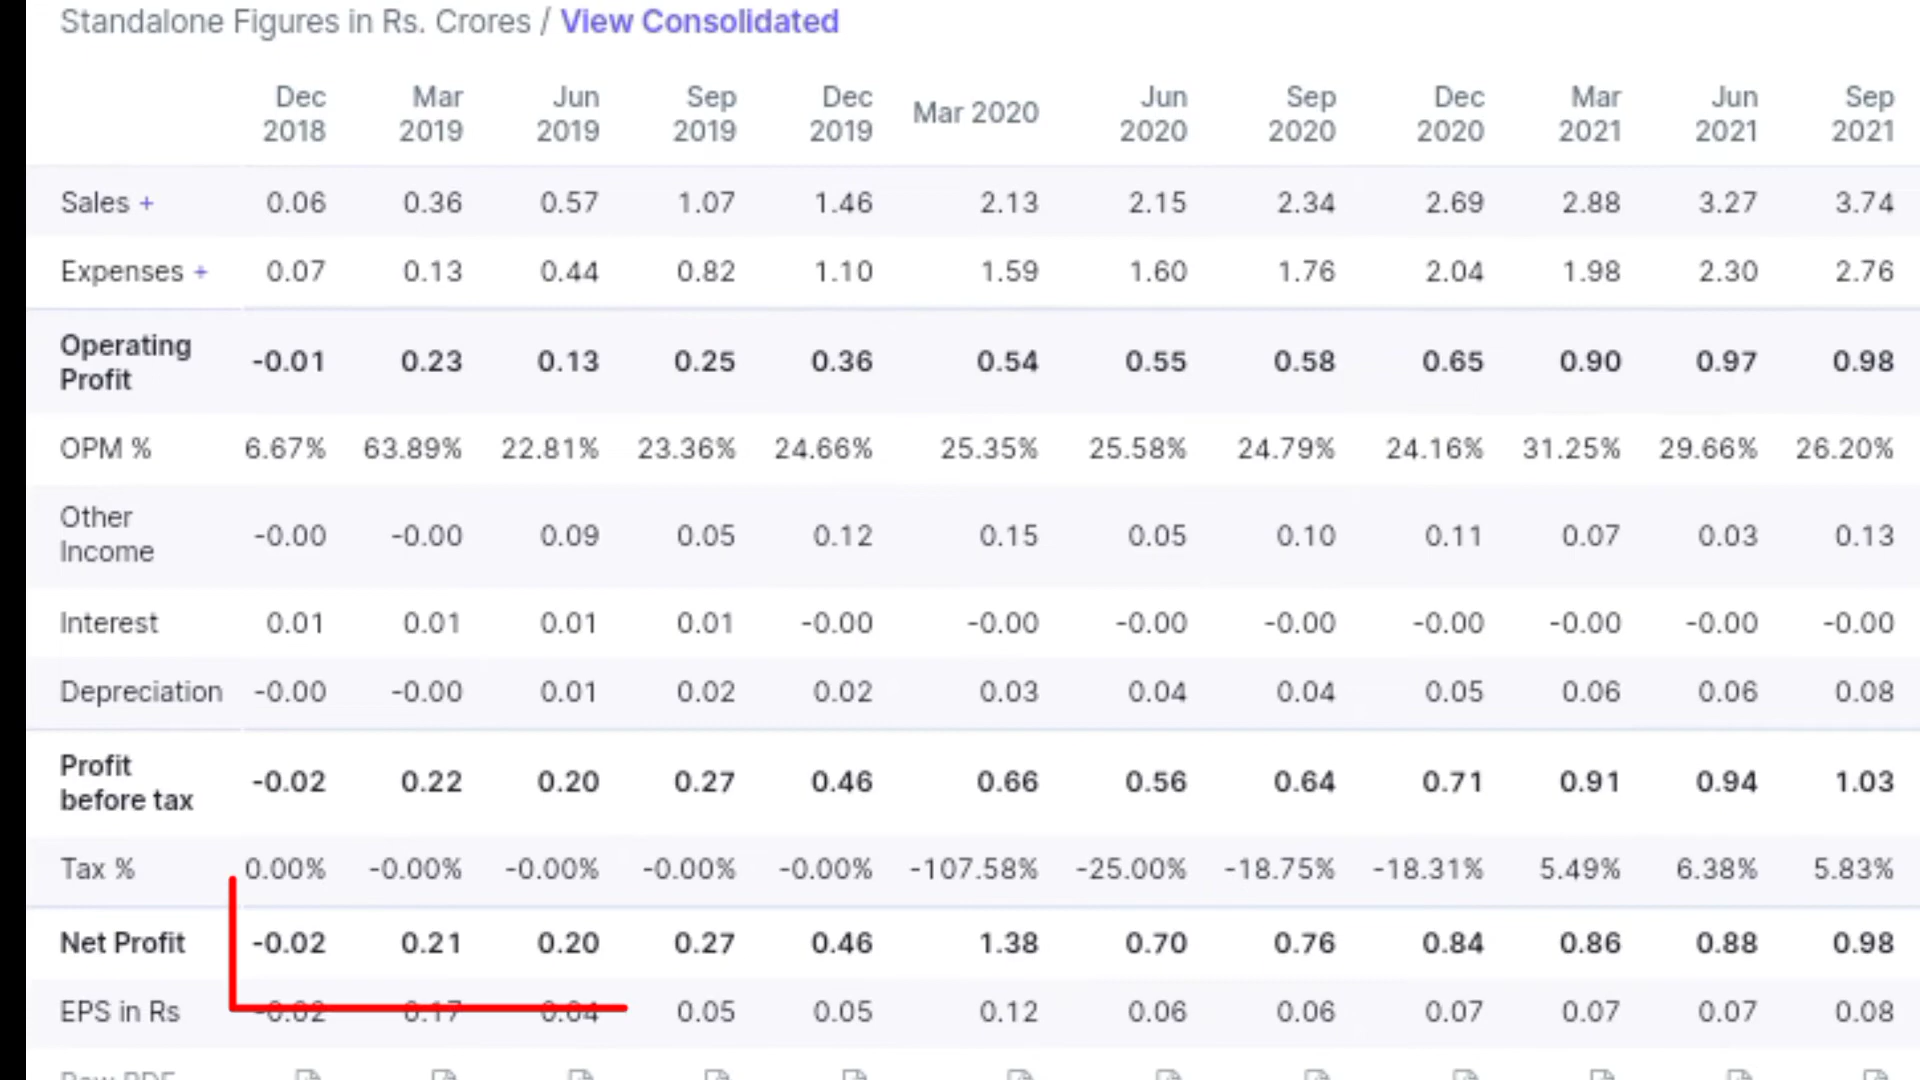 Standalone Figures in Rs. Crores / View Consolidated
Dec 2018 Mar 2019 Jun 2019 Sep 2019 Dec 2019 Mar 2020 Jun 2020 Sep 2020 Dec 2020 Mar 2021 Jun 2021 Sep 2021
Sales + 0.06 0.36 0.57 1.07 1.46 2.13 2.15 2.34 2.69 2.88 3.27 3.74
Expenses + 0.07 0.13 0.44 0.82 1.10 1.59 1.60 1.76 2.04 1.98 2.30 2.76
Operating Profit -0.01 0.23 0.13 0.25 0.36 0.54 0.55 0.58 0.65 0.90 0.97 0.98
OPM % 6.67% 63.89% 22.81% 23.36% 24.66% 25.35% 25.58% 24.79% 24.16% 31.25% 29.66% 26.20%
Other Income -0.00 -0.00 0.09 0.05 0.12 0.15 0.05 0.10 0.11 0.07 0.03 0.13
Interest 0.01 0.01 0.01 0.01 -0.00 -0.00 -0.00 -0.00 -0.00 -0.00 -0.00 -0.00
Depreciation -0.00 -0.00 0.01 0.02 0.02 0.03 0.04 0.04 0.05 0.06 0.06 0.08
Profit before tax -0.02 0.22 0.20 0.27 0.46 0.66 0.56 0.64 0.71 0.91 0.94 1.03
Tax % 0.00% -0.00% -0.00% -0.00% -0.00% -107.58% -25.00% -18.75% -18.31% 5.49% 6.38% 5.83%
Net Profit -0.02 0.21 0.20 0.27 0.46 1.38 0.70 0.76 0.84 0.86 0.88 0.98
EPS in Rs -0.02 0.17 0.04 0.05 0.05 0.12 0.06 0.06 0.07 0.07 0.07 0.08